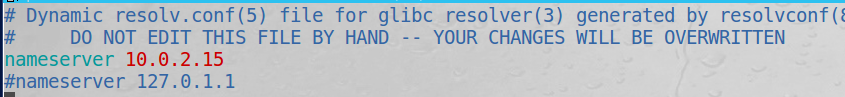 # Dynamic resolv.conf(5) file for glibc resolver(3) generated by resolvconf(8
#     DO NOT EDIT THIS FILE BY HAND -- YOUR CHANGES WILL BE OVERWRITTEN
nameserver 10.0.2.15
#nameserver 127.0.1.1